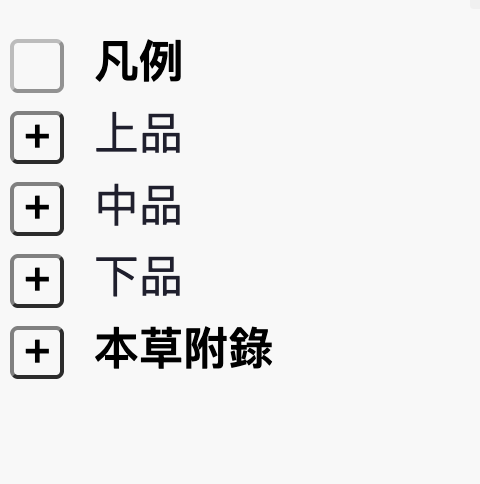 凡例
+ 上品
+ 中品
+ 下品
+ 本草附錄